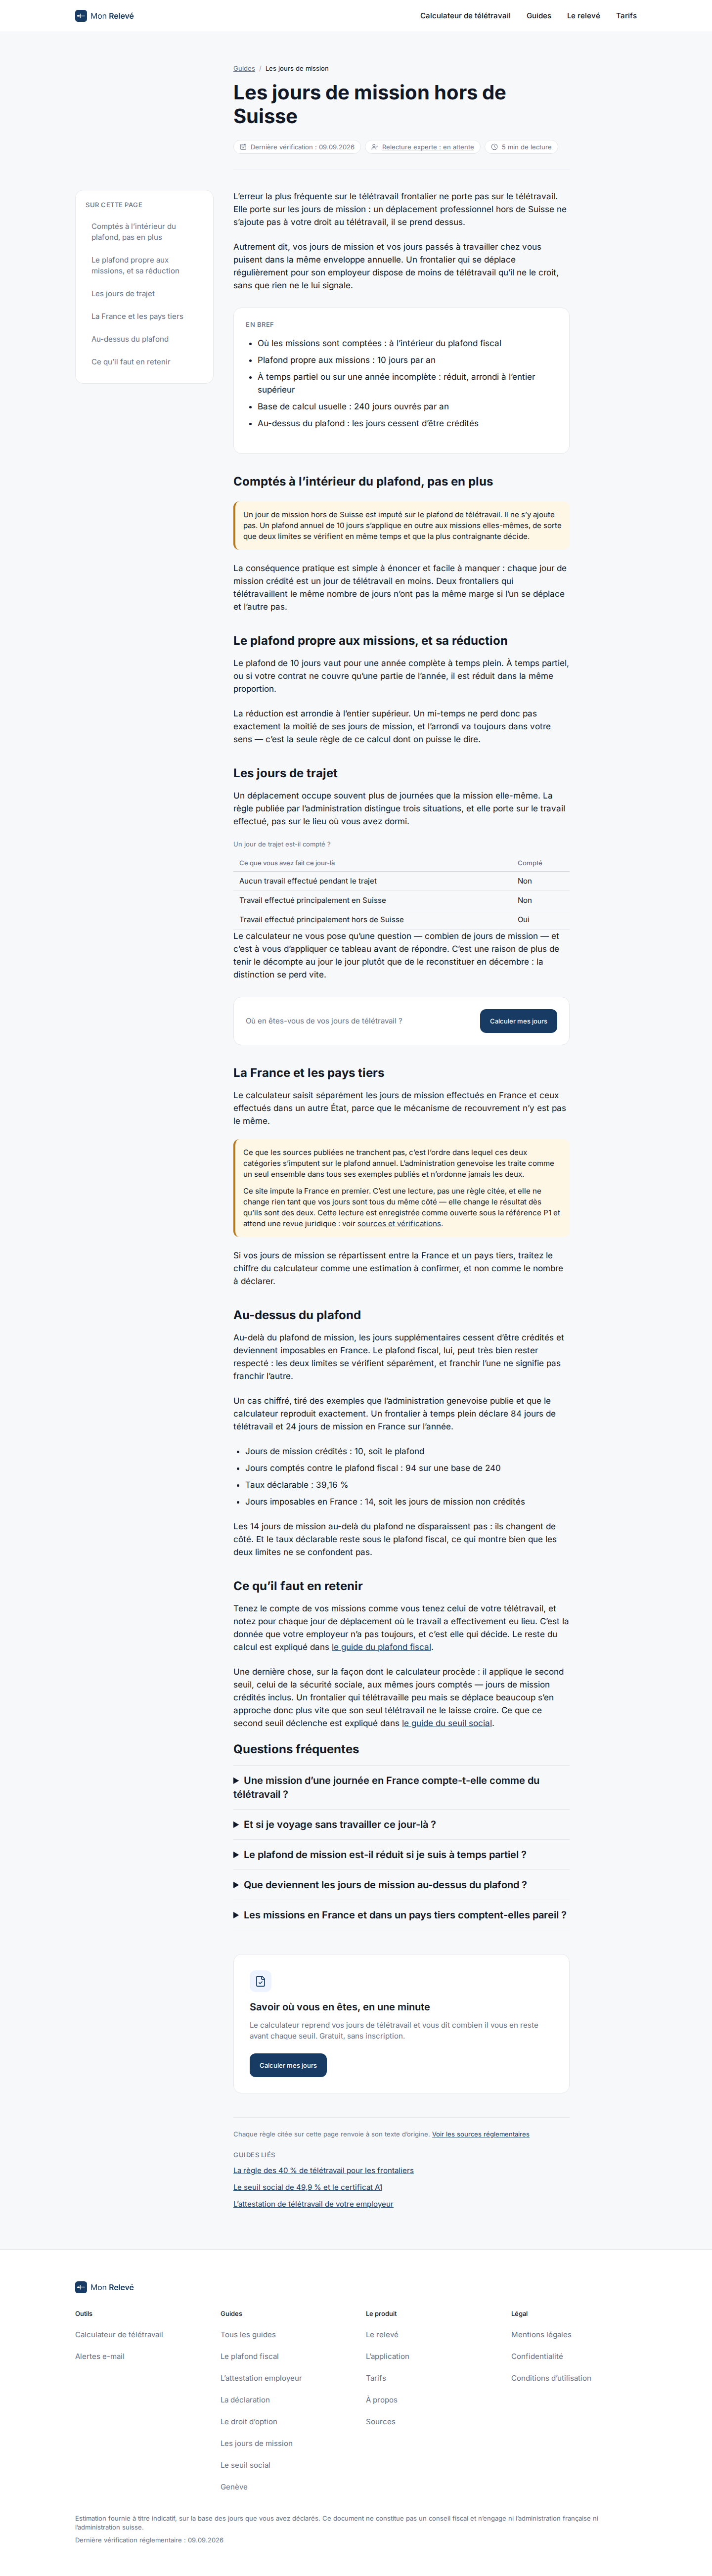 Mon Relevé
Calculateur de télétravail
Guides
Le relevé
Tarifs
Guides / Les jours de mission
Les jours de mission hors de
Suisse
Dernière vérification : 09.09.2026
Relecture experte : en attente
5 min de lecture
SUR CETTE PAGE
Comptés à l’intérieur du
plafond, pas en plus
Le plafond propre aux
missions, et sa réduction
Les jours de trajet
La France et les pays tiers
Au-dessus du plafond
Ce qu’il faut en retenir
L’erreur la plus fréquente sur le télétravail frontalier ne porte pas sur le télétravail.
Elle porte sur les jours de mission : un déplacement professionnel hors de Suisse ne
s’ajoute pas à votre droit au télétravail, il se prend dessus.
Autrement dit, vos jours de mission et vos jours passés à travailler chez vous
puisent dans la même enveloppe annuelle. Un frontalier qui se déplace
régulièrement pour son employeur dispose de moins de télétravail qu’il ne le croit,
sans que rien ne le lui signale.
EN BREF
• Où les missions sont comptées : à l’intérieur du plafond fiscal
• Plafond propre aux missions : 10 jours par an
• À temps partiel ou sur une année incomplète : réduit, arrondi à l’entier
supérieur
• Base de calcul usuelle : 240 jours ouvrés par an
• Au-dessus du plafond : les jours cessent d’être crédités
Comptés à l’intérieur du plafond, pas en plus
Un jour de mission hors de Suisse est imputé sur le plafond de télétravail. Il ne s’y ajoute
pas. Un plafond annuel de 10 jours s’applique en outre aux missions elles-mêmes, de sorte
que deux limites se vérifient en même temps et que la plus contraignante décide.
La conséquence pratique est simple à énoncer et facile à manquer : chaque jour de
mission crédité est un jour de télétravail en moins. Deux frontaliers qui
télétravaillent le même nombre de jours n’ont pas la même marge si l’un se déplace
et l’autre pas.
Le plafond propre aux missions, et sa réduction
Le plafond de 10 jours vaut pour une année complète à temps plein. À temps partiel,
ou si votre contrat ne couvre qu’une partie de l’année, il est réduit dans la même
proportion.
La réduction est arrondie à l’entier supérieur. Un mi-temps ne perd donc pas
exactement la moitié de ses jours de mission, et l’arrondi va toujours dans votre
sens — c’est la seule règle de ce calcul dont on puisse le dire.
Les jours de trajet
Un déplacement occupe souvent plus de journées que la mission elle-même. La
règle publiée par l’administration distingue trois situations, et elle porte sur le travail
effectué, pas sur le lieu où vous avez dormi.
Un jour de trajet est-il compté ?
Ce que vous avez fait ce jour-là Compté
Aucun travail effectué pendant le trajet Non
Travail effectué principalement en Suisse Non
Travail effectué principalement hors de Suisse Oui
Le calculateur ne vous pose qu’une question — combien de jours de mission — et
c’est à vous d’appliquer ce tableau avant de répondre. C’est une raison de plus de
tenir le décompte au jour le jour plutôt que de le reconstituer en décembre : la
distinction se perd vite.
Où en êtes-vous de vos jours de télétravail ?
Calculer mes jours
La France et les pays tiers
Le calculateur saisit séparément les jours de mission effectués en France et ceux
effectués dans un autre État, parce que le mécanisme de recouvrement n’y est pas
le même.
Ce que les sources publiées ne tranchent pas, c’est l’ordre dans lequel ces deux
catégories s’imputent sur le plafond annuel. L’administration genevoise les traite comme
un seul ensemble dans tous ses exemples publiés et n’ordonne jamais les deux.
Ce site impute la France en premier. C’est une lecture, pas une règle citée, et elle ne
change rien tant que vos jours sont tous du même côté — elle change le résultat dès
qu’ils sont des deux. Cette lecture est enregistrée comme ouverte sous la référence P1 et
attend une revue juridique : voir sources et vérifications.
Si vos jours de mission se répartissent entre la France et un pays tiers, traitez le
chiffre du calculateur comme une estimation à confirmer, et non comme le nombre
à déclarer.
Au-dessus du plafond
Au-delà du plafond de mission, les jours supplémentaires cessent d’être crédités et
deviennent imposables en France. Le plafond fiscal, lui, peut très bien rester
respecté : les deux limites se vérifient séparément, et franchir l’une ne signifie pas
franchir l’autre.
Un cas chiffré, tiré des exemples que l’administration genevoise publie et que le
calculateur reproduit exactement. Un frontalier à temps plein déclare 84 jours de
télétravail et 24 jours de mission en France sur l’année.
• Jours de mission crédités : 10, soit le plafond
• Jours comptés contre le plafond fiscal : 94 sur une base de 240
• Taux déclarable : 39,16 %
• Jours imposables en France : 14, soit les jours de mission non crédités
Les 14 jours de mission au-delà du plafond ne disparaissent pas : ils changent de
côté. Et le taux déclarable reste sous le plafond fiscal, ce qui montre bien que les
deux limites ne se confondent pas.
Ce qu’il faut en retenir
Tenez le compte de vos missions comme vous tenez celui de votre télétravail, et
notez pour chaque jour de déplacement où le travail a effectivement eu lieu. C’est la
donnée que votre employeur n’a pas toujours, et c’est elle qui décide. Le reste du
calcul est expliqué dans le guide du plafond fiscal.
Une dernière chose, sur la façon dont le calculateur procède : il applique le second
seuil, celui de la sécurité sociale, aux mêmes jours comptés — jours de mission
crédités inclus. Un frontalier qui télétravaille peu mais se déplace beaucoup s’en
approche donc plus vite que son seul télétravail ne le laisse croire. Ce que ce
second seuil déclenche est expliqué dans le guide du seuil social.
Questions fréquentes
Une mission d’une journée en France compte-t-elle comme du
télétravail ?
Et si je voyage sans travailler ce jour-là ?
Le plafond de mission est-il réduit si je suis à temps partiel ?
Que deviennent les jours de mission au-dessus du plafond ?
Les missions en France et dans un pays tiers comptent-elles pareil ?
Savoir où vous en êtes, en une minute
Le calculateur reprend vos jours de télétravail et vous dit combien il vous en reste
avant chaque seuil. Gratuit, sans inscription.
Calculer mes jours
Chaque règle citée sur cette page renvoie à son texte d’origine. Voir les sources réglementaires
GUIDES LIÉS
La règle des 40 % de télétravail pour les frontaliers
Le seuil social de 49,9 % et le certificat A1
L’attestation de télétravail de votre employeur
Mon Relevé
Outils
Calculateur de télétravail
Alertes e-mail
Guides
Tous les guides
Le plafond fiscal
L’attestation employeur
La déclaration
Le droit d’option
Les jours de mission
Le seuil social
Genève
Le produit
Le relevé
L’application
Tarifs
À propos
Sources
Légal
Mentions légales
Confidentialité
Conditions d’utilisation
Estimation fournie à titre indicatif, sur la base des jours que vous avez déclarés. Ce document ne constitue pas un conseil fiscal et n’engage ni l’administration française ni
l’administration suisse.
Dernière vérification réglementaire : 09.09.2026